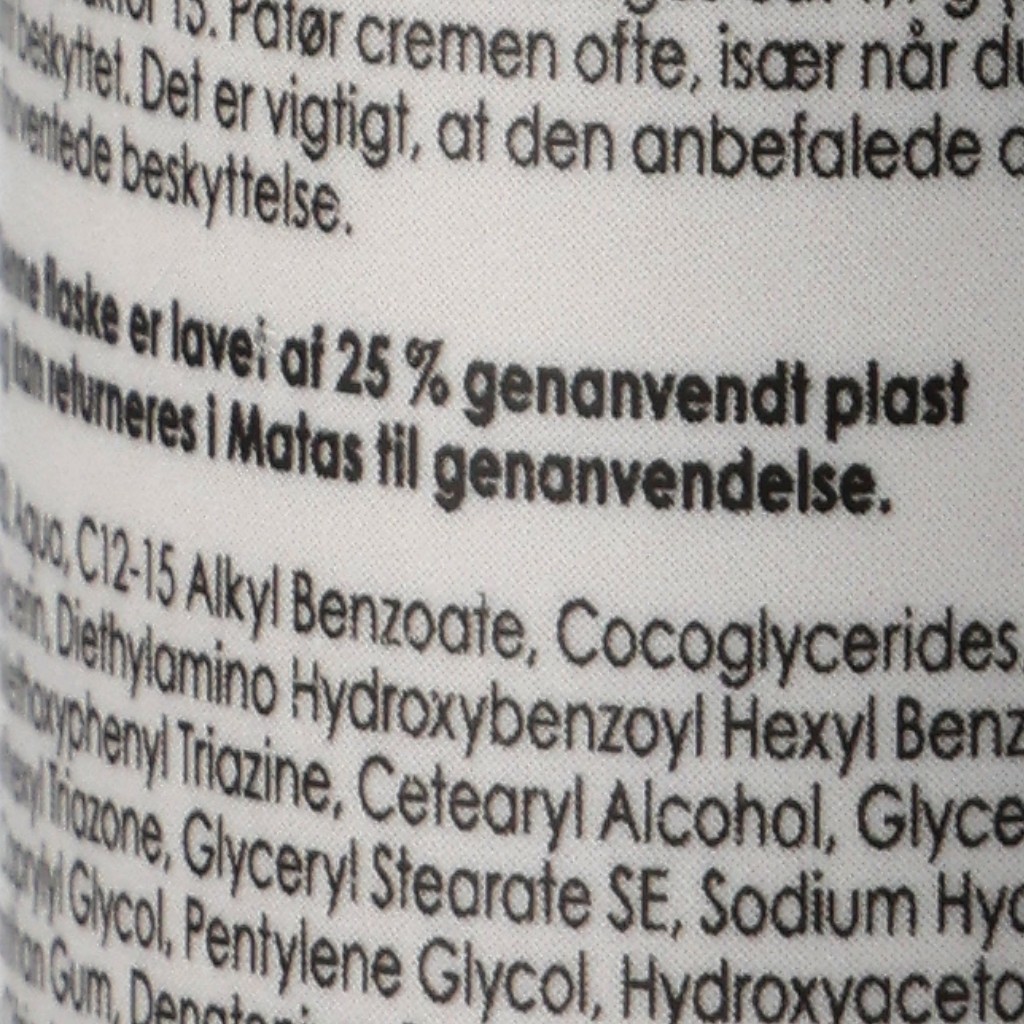 15. Påfør cremen ofte, især når du
beskyttet. Det er vigtigt, at den anbefalede
beskyttelse.
flaske er lavet af 25 % genanvendt plast
kan returneres i Matas til genanvendelse.
Aqua, C12-15 Alkyl Benzoate, Cocoglycerides,
Diethylamino Hydroxybenzoyl Hexyl Benz
Triazine, Cetearyl Alcohol, Glyce
Triazone, Glyceryl Stearate SE, Sodium Hyd
Glycol, Pentylene Glycol, Hydroxyaceto
Gum,